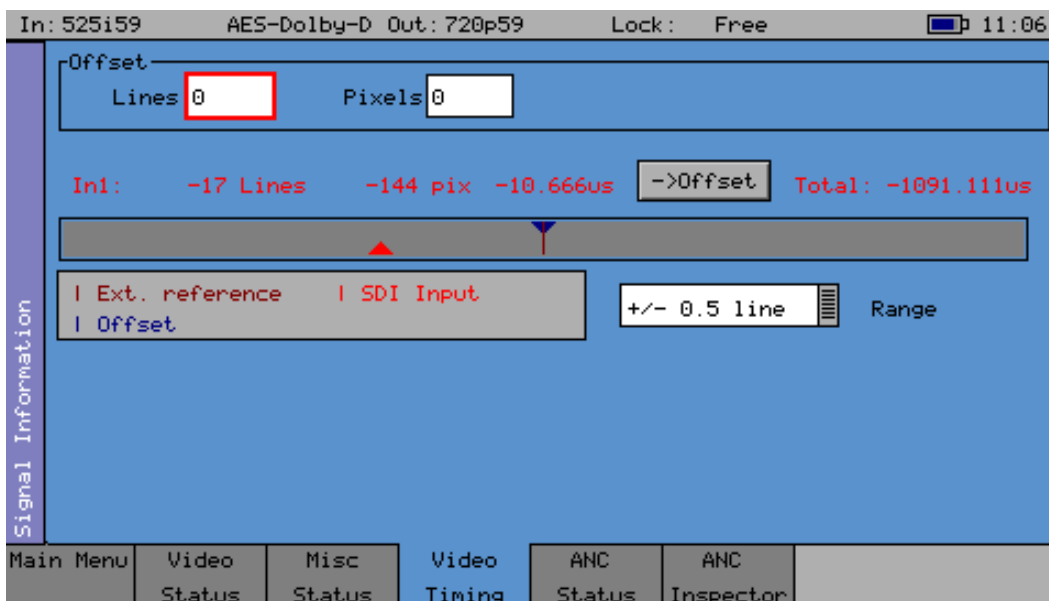 In: 525i59 AES-Dolby-D Out: 720p59 Lock: Free 11:06
Offset
Lines 0 Pixels 0
In1: -17 Lines -144 pix -10.666us ->Offset Total: -1091.111us
| Ext. reference | SDI Input
| Offset
+/- 0.5 line Range
Signal Information
Main Menu Video Status Misc Status Video Timing ANC Status ANC Inspector